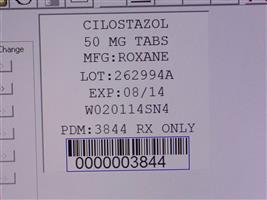 Change
CILOSTAZOL
50 MG TABS
MFG:ROXANE
LOT:262994A
EXP:08/14
W020114SN4
PDM:3844 RX ONLY
0000003844